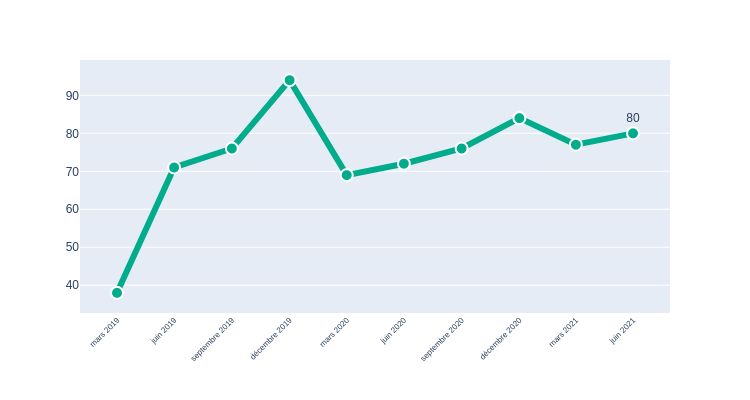 90
80
70
60
50
40
80
mars 2019
juin 2019
septembre 2019
décembre 2019
mars 2020
juin 2020
septembre 2020
décembre 2020
mars 2021
juin 2021